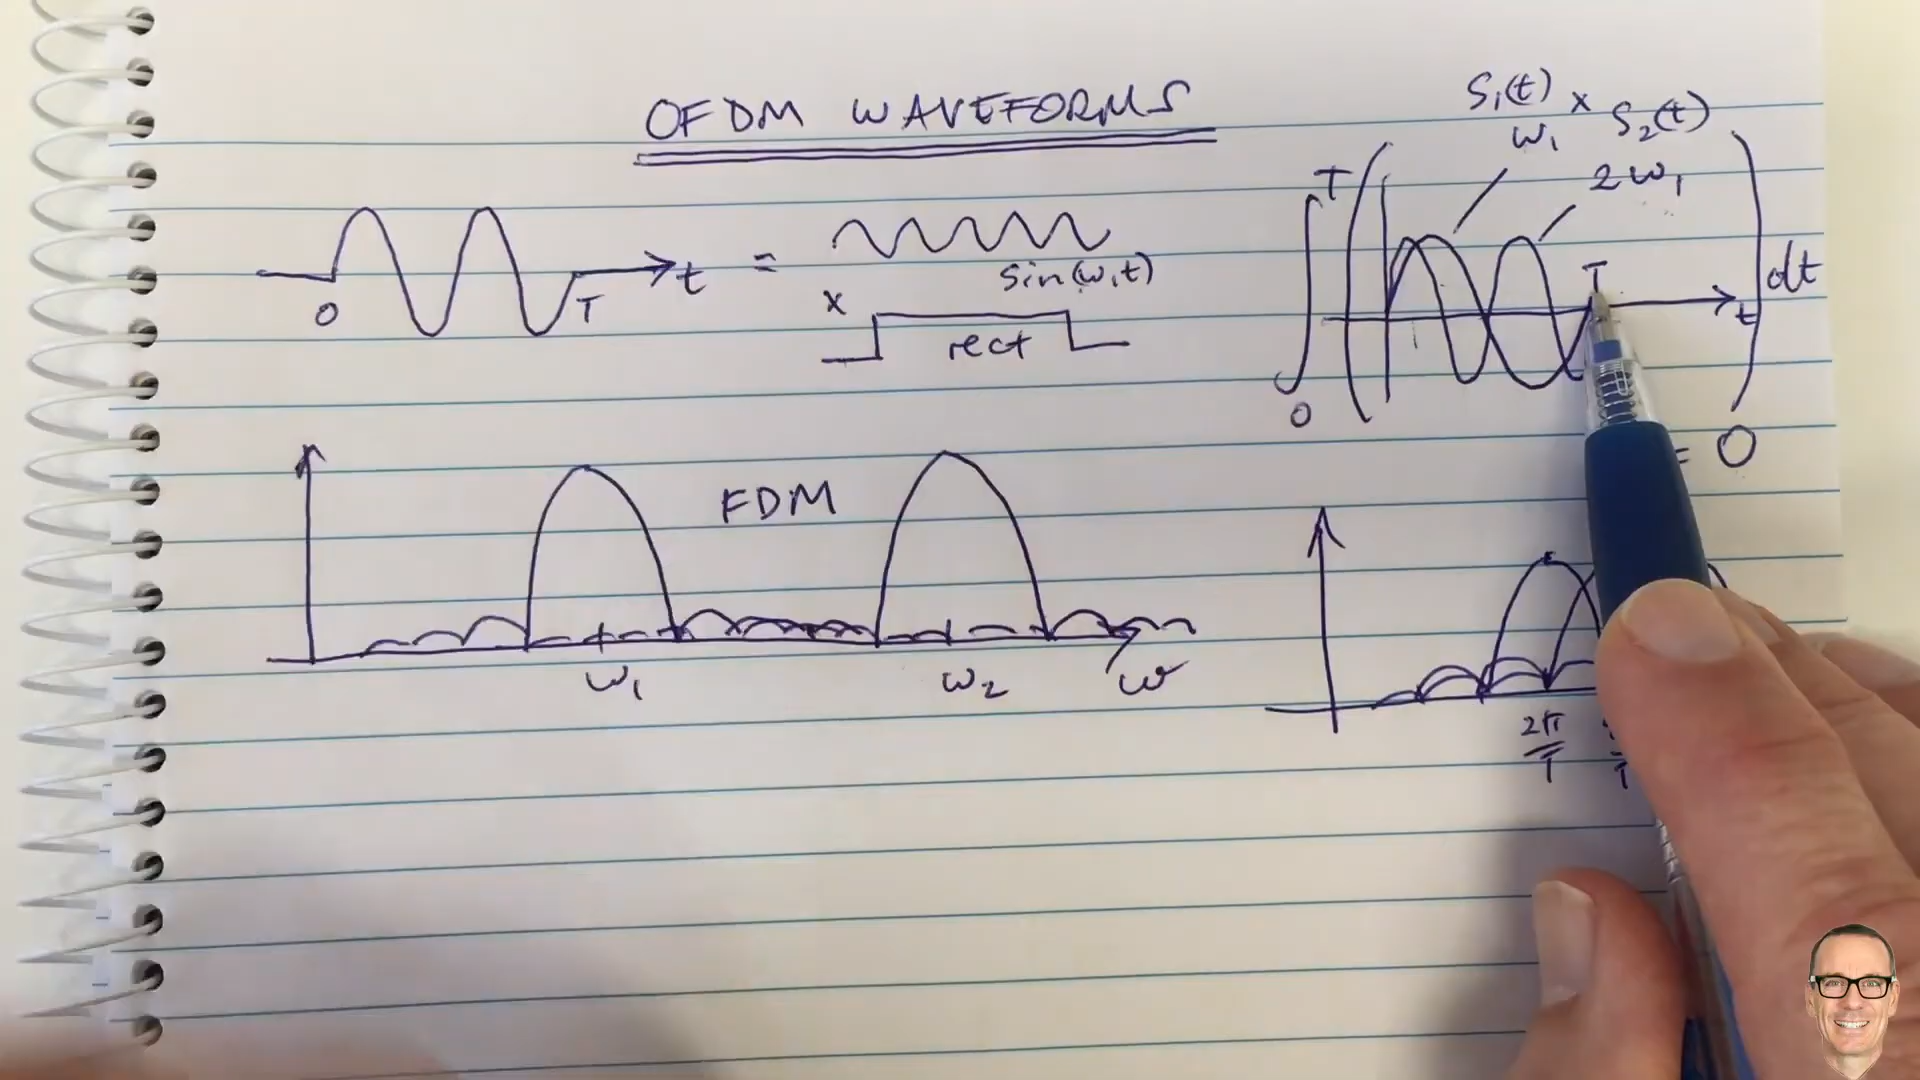 OFDM WAVEFORMS
S₁(t) × S₂(t)
ω₁
2ω₁
T
T
dt
t
0
= 0
0
T
t
=
sin(ω₁t)
×
rect
FDM
ω₁
ω₂
ω
2π
T
T